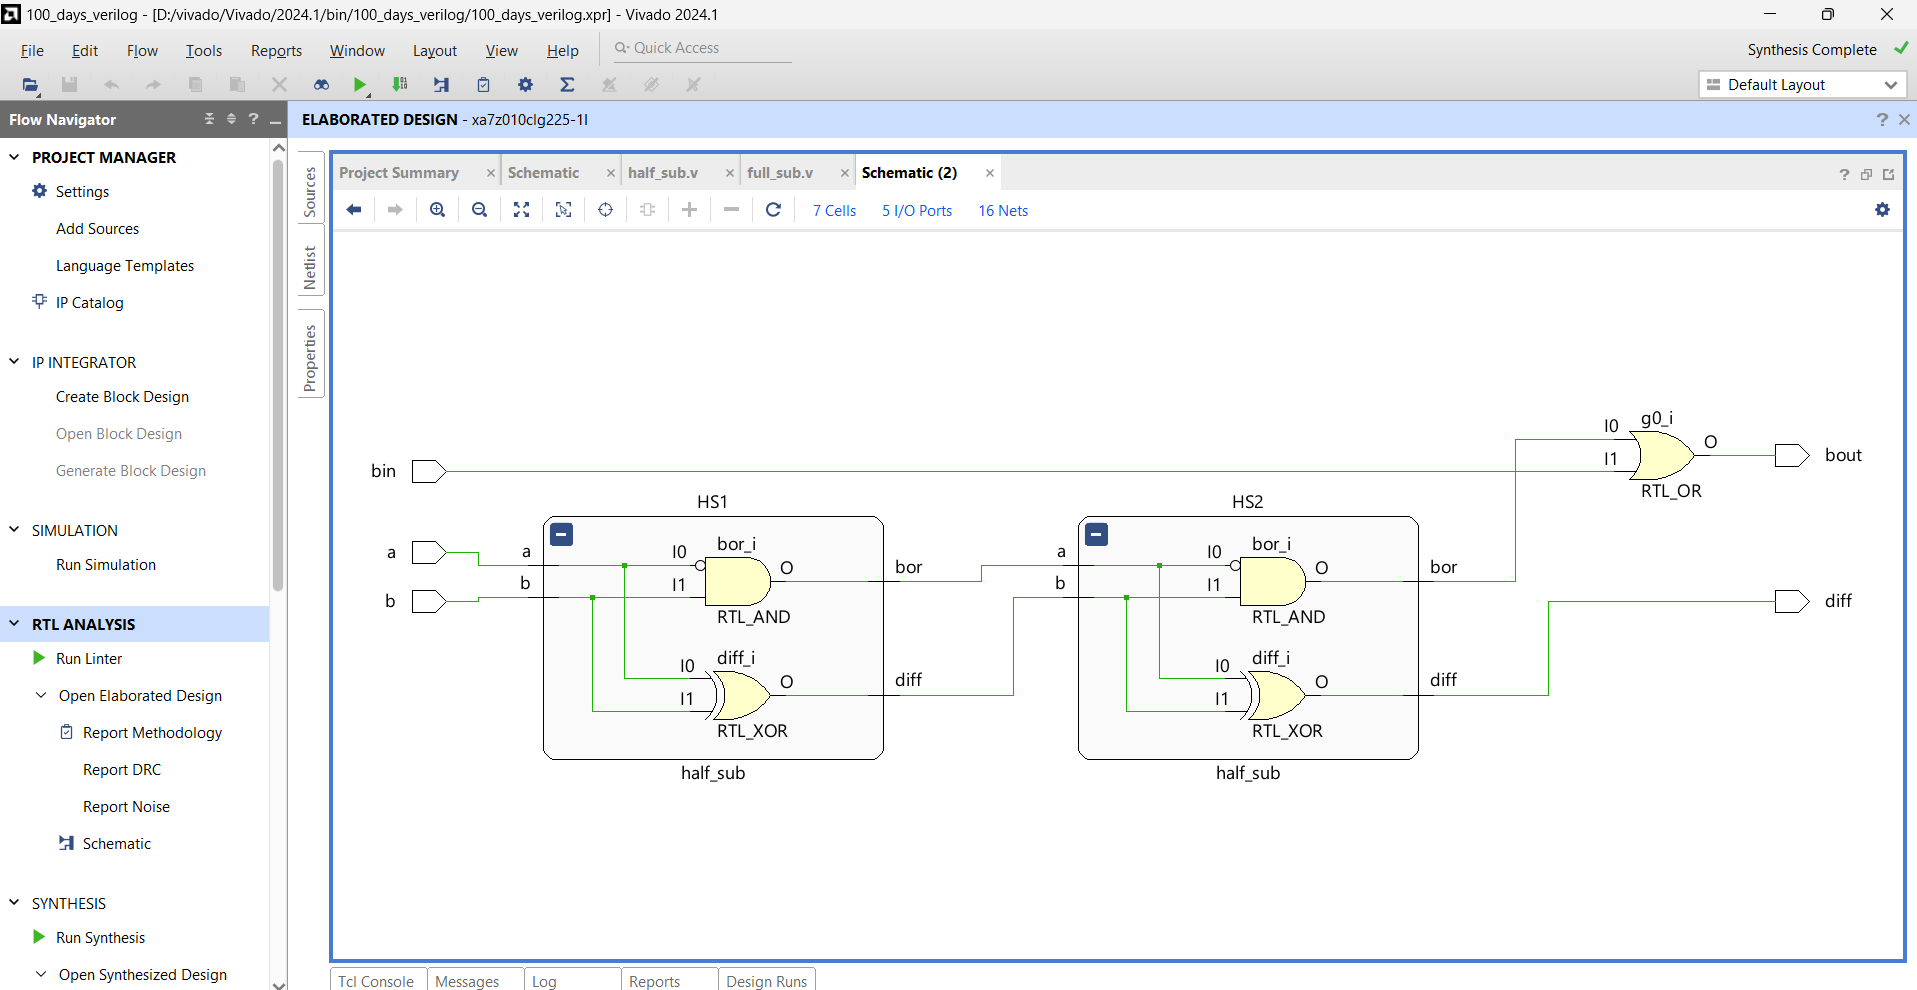 100_days_verilog - [D:/vivado/Vivado/2024.1/bin/100_days_verilog/100_days_verilog.xpr] - Vivado 2024.1
File Edit Flow Tools Reports Window Layout View Help Quick Access Synthesis Complete
Default Layout
Flow Navigator
PROJECT MANAGER
Settings
Add Sources
Language Templates
IP Catalog
IP INTEGRATOR
Create Block Design
Open Block Design
Generate Block Design
SIMULATION
Run Simulation
RTL ANALYSIS
Run Linter
Open Elaborated Design
Report Methodology
Report DRC
Report Noise
Schematic
SYNTHESIS
Run Synthesis
Open Synthesized Design
ELABORATED DESIGN - xa7z010clg225-1I
Sources
Netlist
Properties
Project Summary Schematic half_sub.v full_sub.v Schematic (2)
7 Cells 5 I/O Ports 16 Nets
bin
a
b
HS1
a
b
bor_i
I0
I1
O
RTL_AND
diff_i
I0
I1
O
RTL_XOR
bor
diff
half_sub
HS2
a
b
bor_i
I0
I1
O
RTL_AND
diff_i
I0
I1
O
RTL_XOR
bor
diff
half_sub
g0_i
I0
I1
O
RTL_OR
bout
diff
Tcl Console Messages Log Reports Design Runs